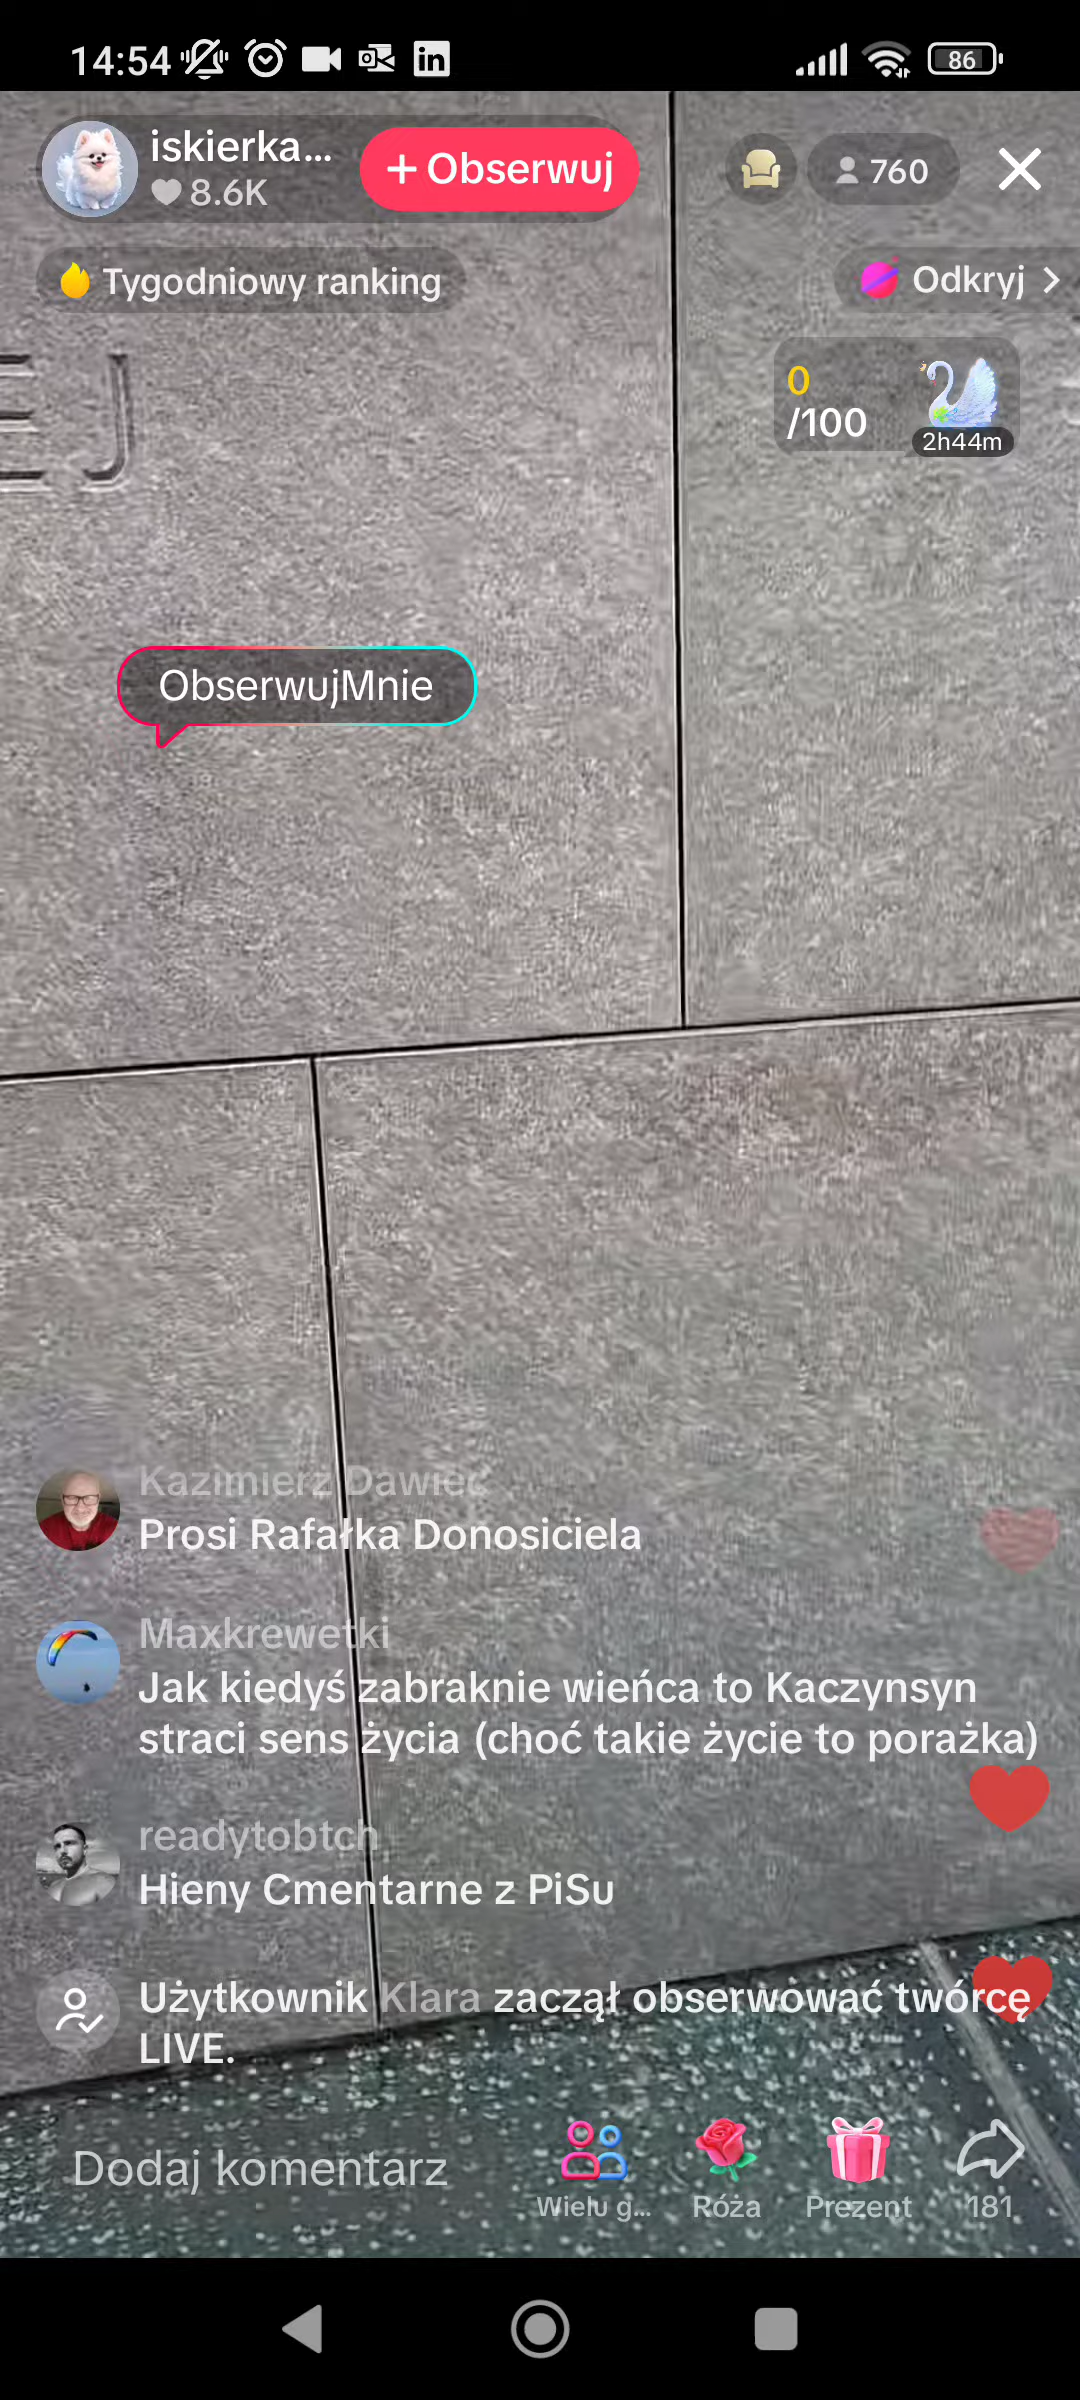 14:54
in
86
iskierka...
8.6K
+ Obserwuj
760
Tygodniowy ranking
Odkryj >
0
/100
2h44m
EJ
ObserwujMnie
Kazimierz Dawiec
Prosi Rafałka Donosiciela
Maxkrewetki
Jak kiedyś zabraknie wieńca to Kaczynsyn
straci sens życia (choć takie życie to porażka)
readytobtch
Hieny Cmentarne z PiSu
Użytkownik Klara zaczął obserwować twórcę
LIVE.
Dodaj komentarz
Wielu g...
Róża
Prezent
181